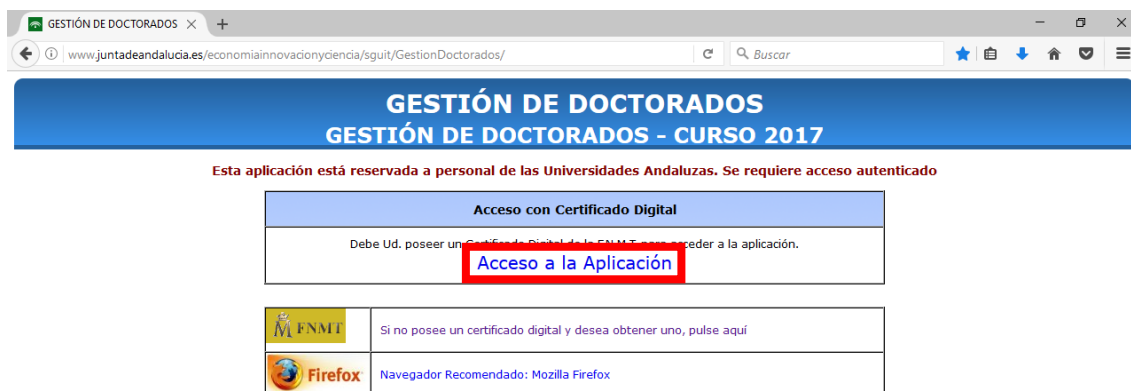 GESTIÓN DE DOCTORADOS
www.juntadeandalucia.es/economiainnovacionyciencia/sguit/GestionDoctorados/
Buscar
GESTIÓN DE DOCTORADOS
GESTIÓN DE DOCTORADOS - CURSO 2017
Esta aplicación está reservada a personal de las Universidades Andaluzas. Se requiere acceso autenticado
Acceso con Certificado Digital
Debe Ud. poseer un Certificado Digital de la F.N.M.T. para acceder a la aplicación.
Acceso a la Aplicación
FNMT
Si no posee un certificado digital y desea obtener uno, pulse aquí
Firefox
Navegador Recomendado: Mozilla Firefox